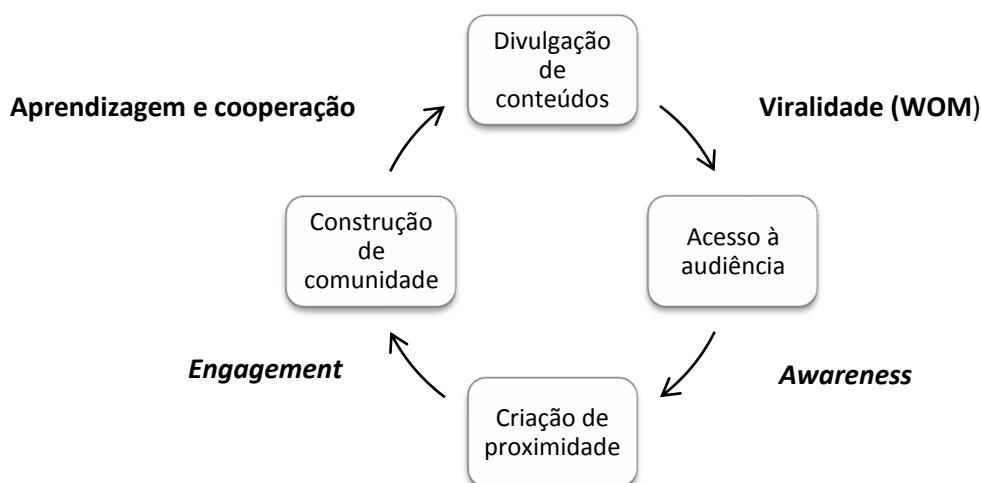 Divulgação
de
conteúdos
Aprendizagem e cooperação
Viralidade (WOM)
Construção
de
comunidade
Acesso à
audiência
Engagement
Awareness
Criação de
proximidade